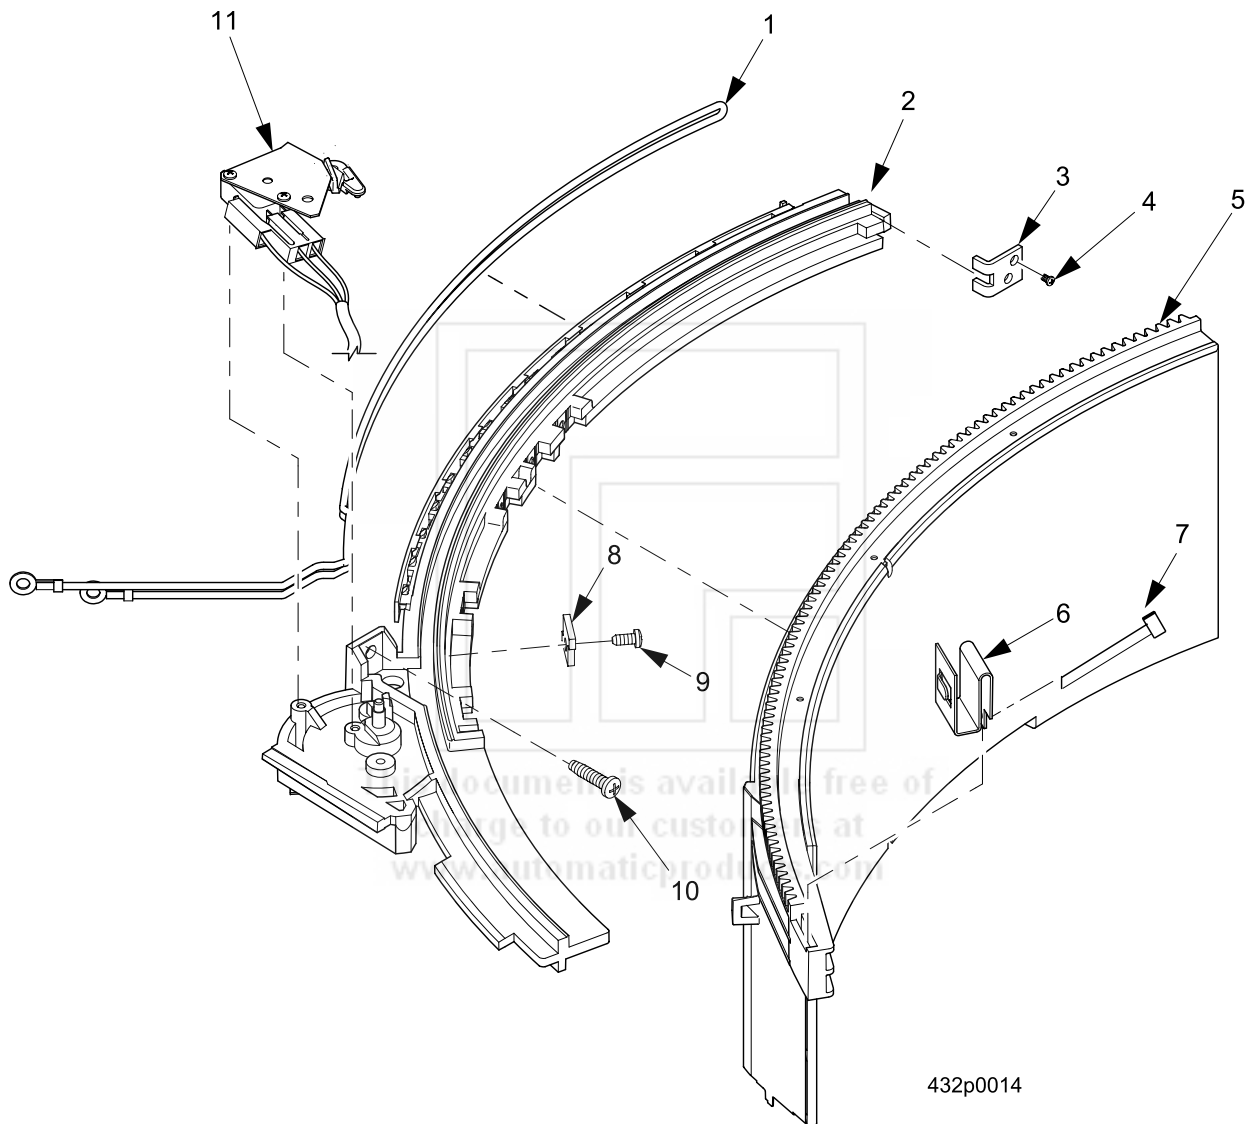 11
1
2
3
4
5
6
7
8
9
10
This document is available free of
charge to our customers at
www.automaticproducts.com
432p0014